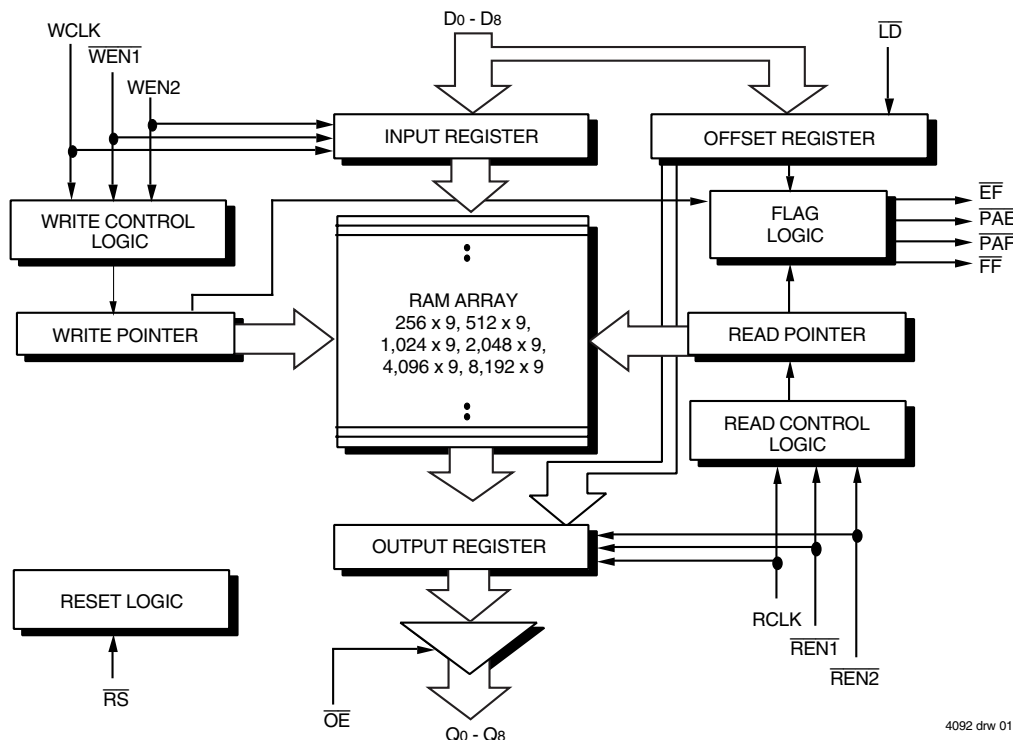 D0 - D8
WCLK
WEN1
WEN2
LD
INPUT REGISTER
OFFSET REGISTER
WRITE CONTROL
LOGIC
FLAG
LOGIC
EF
PAE
PAF
FF
RAM ARRAY
256 x 9, 512 x 9,
1,024 x 9, 2,048 x 9,
4,096 x 9, 8,192 x 9
WRITE POINTER
READ POINTER
READ CONTROL
LOGIC
OUTPUT REGISTER
RESET LOGIC
RCLK
REN1
REN2
RS
OE
Q0 - Q8
4092 drw 01